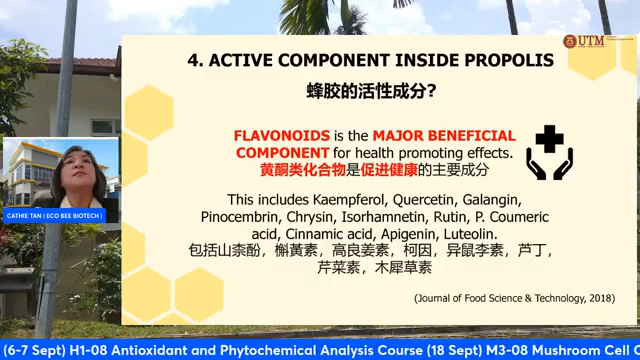 UTM
4. ACTIVE COMPONENT INSIDE PROPOLIS
蜂胶的活性成分?
FLAVONOIDS is the MAJOR BENEFICIAL
COMPONENT for health promoting effects.
黄酮类化合物是促进健康的主要成分
This includes Kaempferol, Quercetin, Galangin,
Pinocembrin, Chrysin, Isorhamnetin, Rutin, P. Coumeric
acid, Cinnamic acid, Apigenin, Luteolin.
包括山柰酚，槲黃素，高良姜素，柯因，异鼠李素，芦丁，
芹菜素，木犀草素
(Journal of Food Science & Technology, 2018)
CATHIE TAN | ECO BEE BIOTECH |
(6-7 Sept) H1-08 Antioxidant and Phytochemical Analysis Course (18 Sept) M3-08 Mushroom Cell C